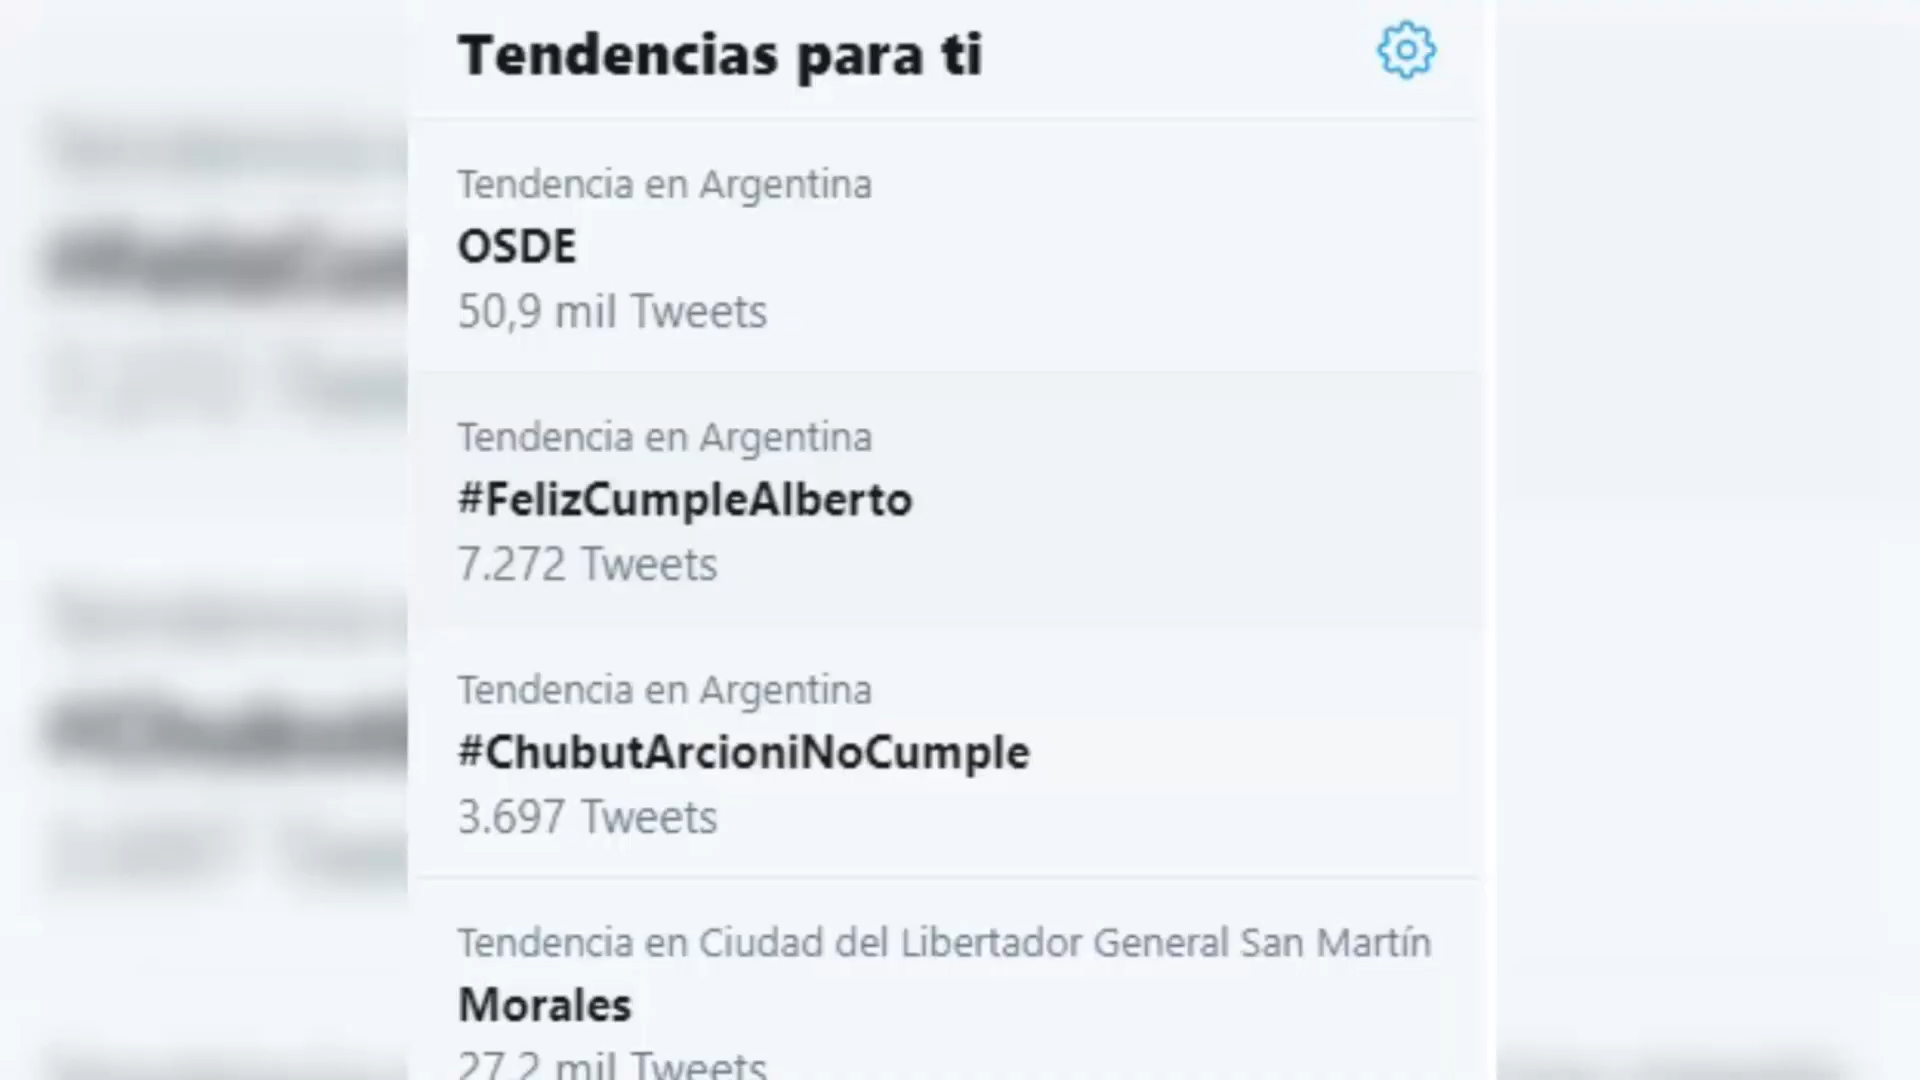 Tendencias para ti
Tendencia en Argentina
OSDE
50,9 mil Tweets
Tendencia en Argentina
#FelizCumpleAlberto
7.272 Tweets
Tendencia en Argentina
#ChubutArcioniNoCumple
3.697 Tweets
Tendencia en Ciudad del Libertador General San Martín
Morales
27,2 mil Tweets